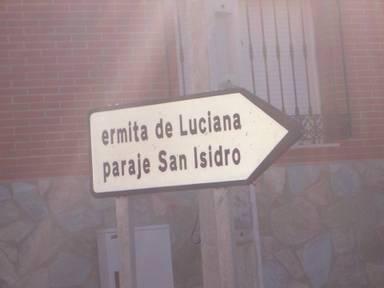 ermita de Luciana
paraje San Isidro